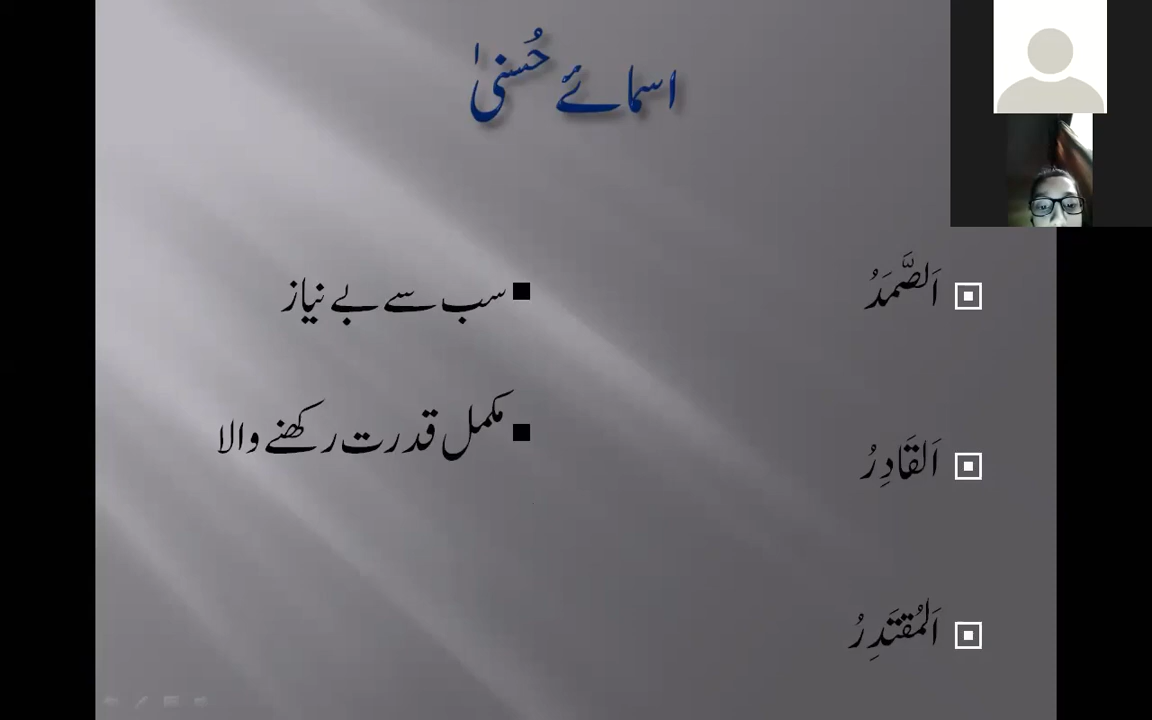 اسمائے حُسنیٰ
اَلصَّمَدُ
سب سے بے نیاز
اَلقَادِرُ
مکمل قدرت رکھنے والا
اَلمُقتَدِرُ